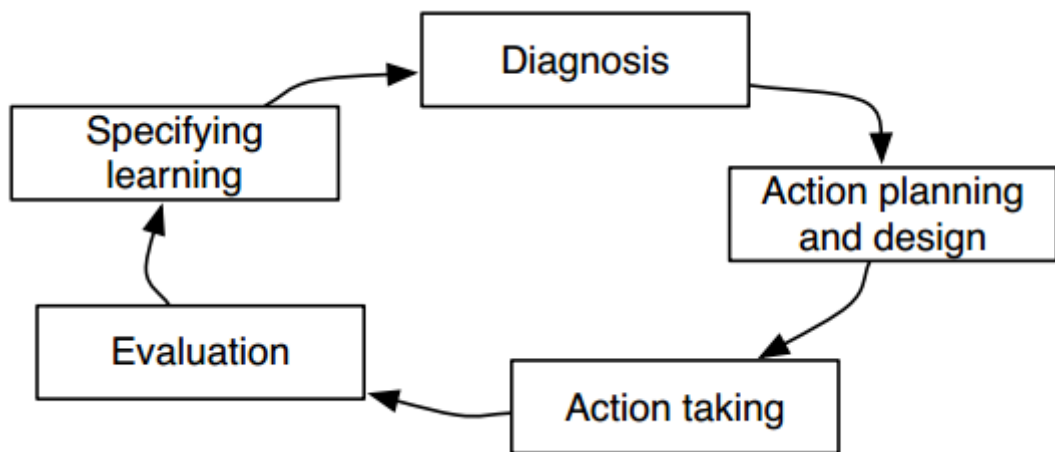 Diagnosis
Specifying
learning
Action planning
and design
Evaluation
Action taking